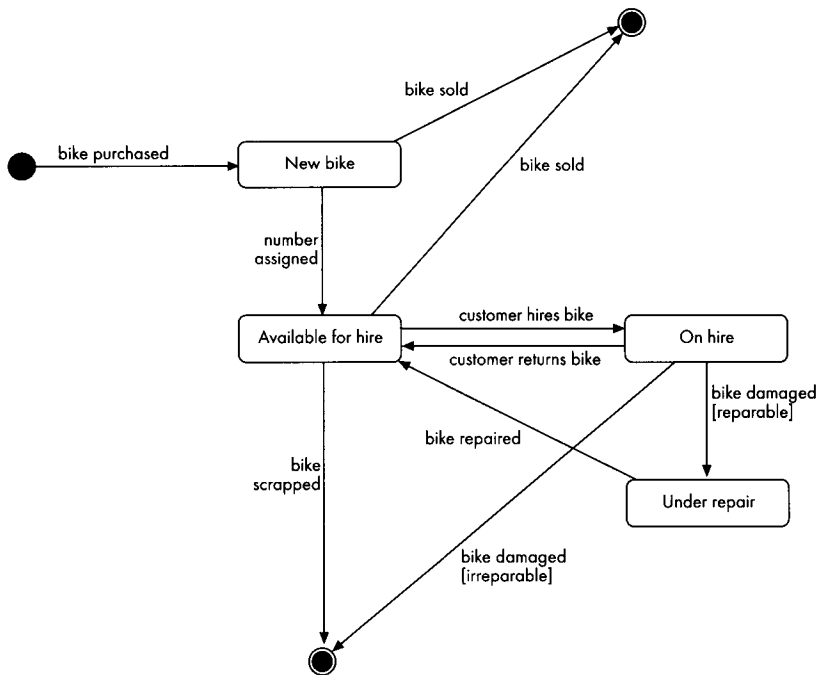 bike sold
bike purchased
New bike
bike sold
number
assigned
customer hires bike
Available for hire
On hire
customer returns bike
bike damaged
[reparable]
bike repaired
bike
scrapped
Under repair
bike damaged
[irreparable]